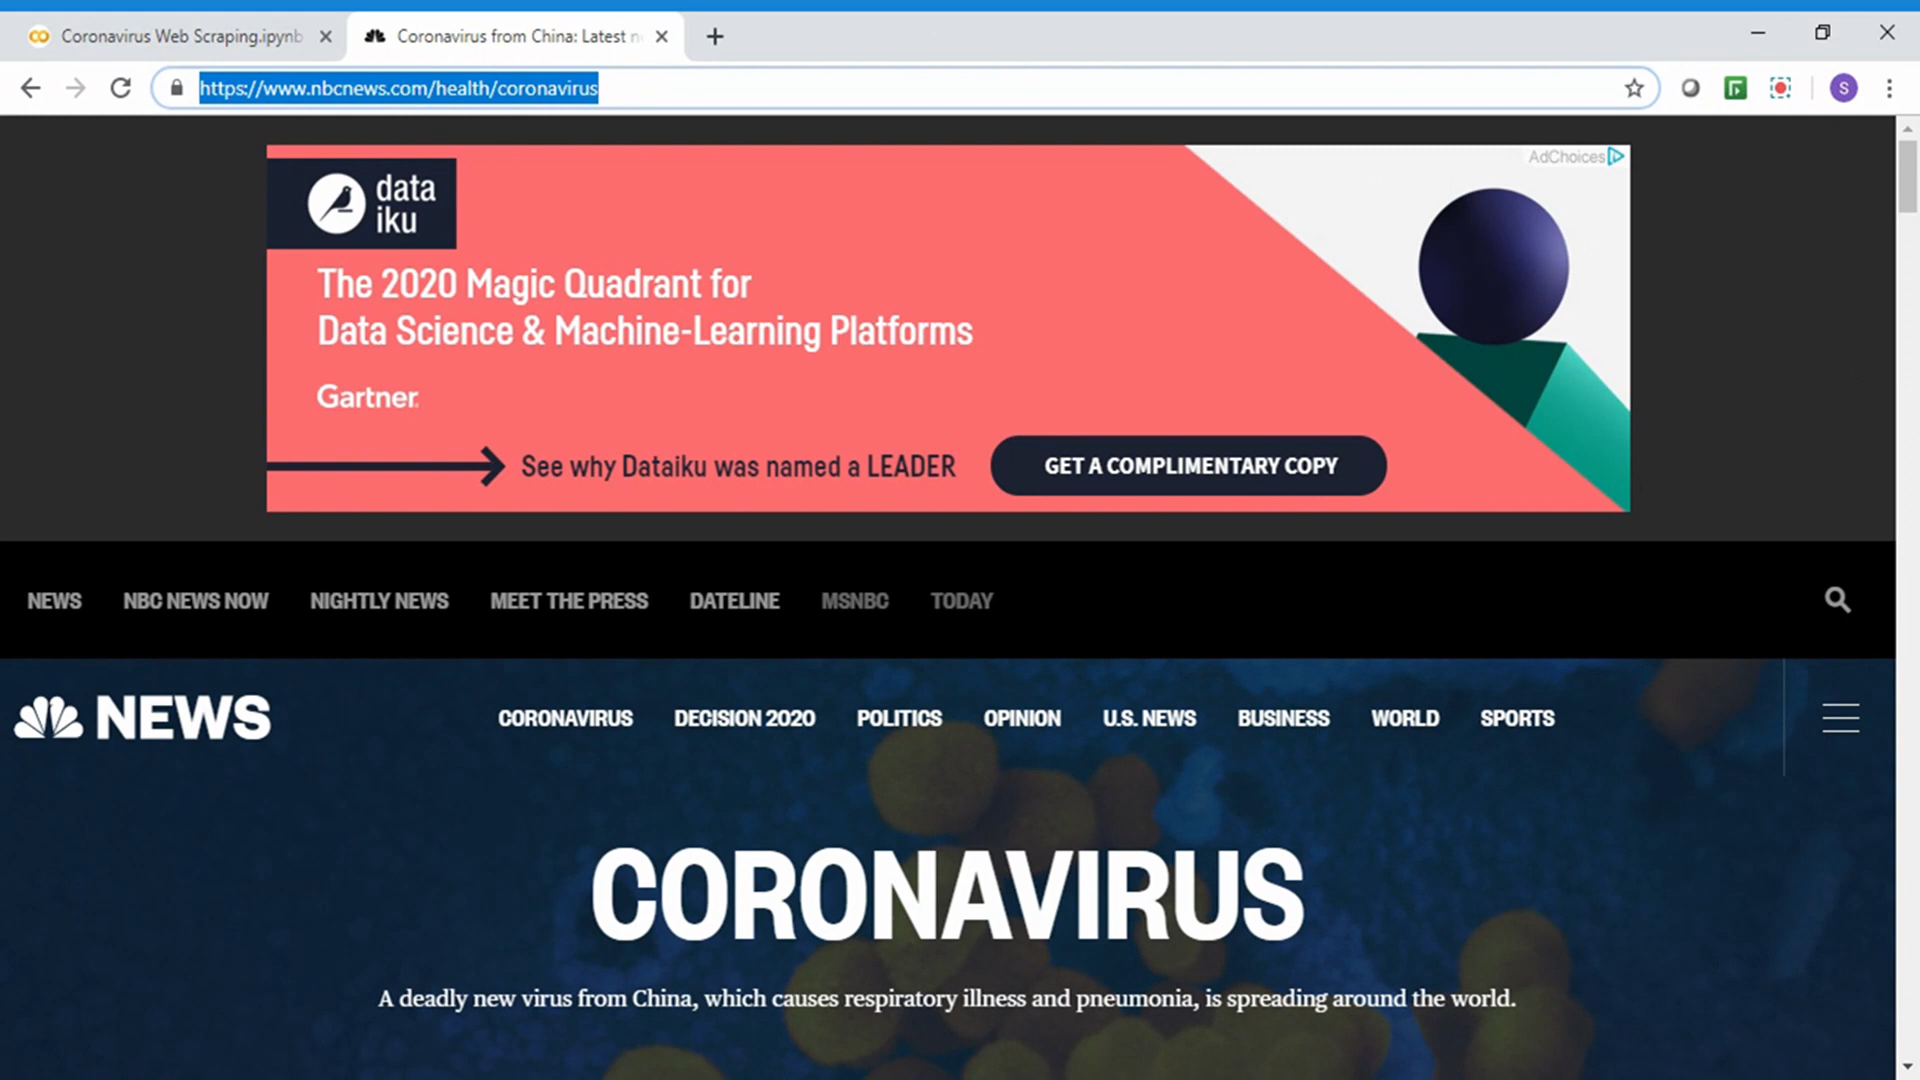 Coronavirus Web Scraping.ipynb
Coronavirus from China: Latest n
https://www.nbcnews.com/health/coronavirus
S
AdChoices
data
iku
The 2020 Magic Quadrant for
Data Science & Machine-Learning Platforms
Gartner
See why Dataiku was named a LEADER
GET A COMPLIMENTARY COPY
NEWS NBC NEWS NOW NIGHTLY NEWS MEET THE PRESS DATELINE MSNBC TODAY
NEWS
CORONAVIRUS DECISION 2020 POLITICS OPINION U.S. NEWS BUSINESS WORLD SPORTS
CORONAVIRUS
A deadly new virus from China, which causes respiratory illness and pneumonia, is spreading around the world.